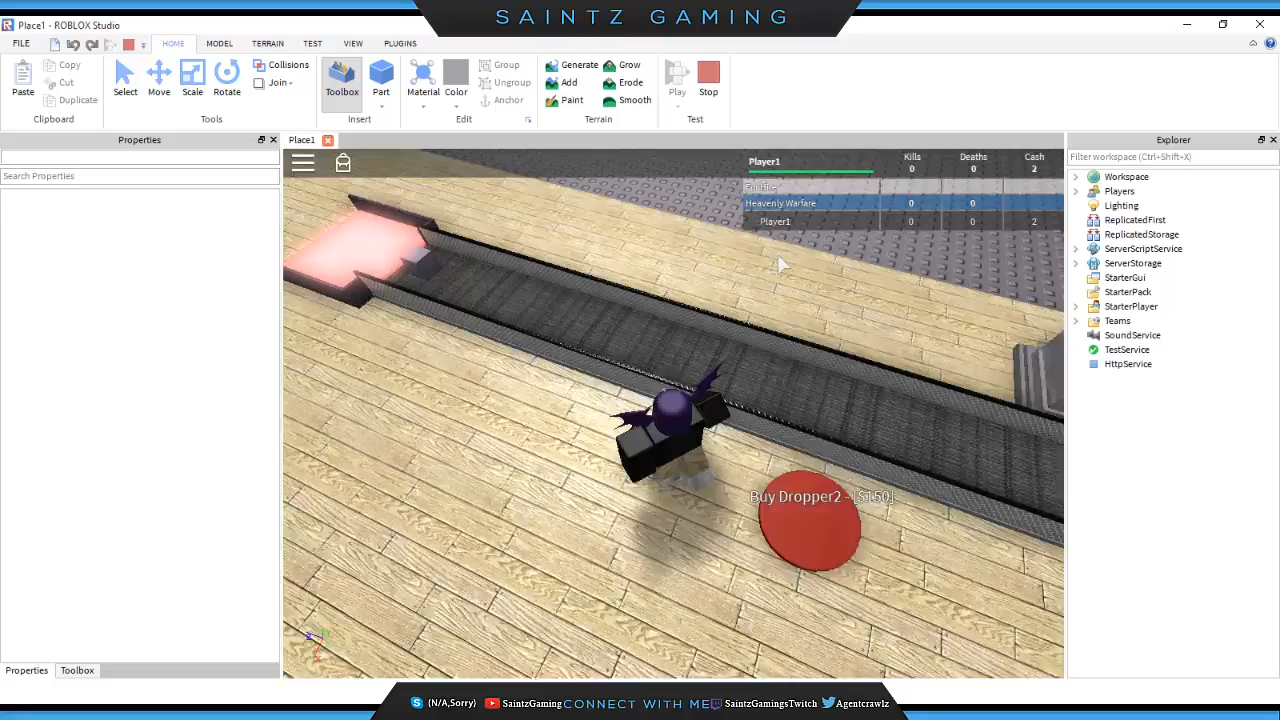 SAINTZ GAMING
Place1 - ROBLOX Studio
FILE HOME MODEL TERRAIN TEST VIEW PLUGINS
Paste Copy Cut Duplicate
Select Move Scale Rotate Collisions Join
Toolbox Part
Material Color Group Ungroup Anchor
Generate Grow
Add Erode
Paint Smooth
Play Stop
Clipboard Tools Insert Edit Terrain Test
Properties
Search Properties
Place1
Player1 Kills Deaths Cash
0 0 2
Heavenly Warfare 0 0
Player1 0 0 2
Buy Dropper2 - [$150]
Explorer
Filter workspace (Ctrl+Shift+X)
Workspace
Players
Lighting
ReplicatedFirst
ReplicatedStorage
ServerScriptService
ServerStorage
StarterGui
StarterPack
StarterPlayer
Teams
SoundService
TestService
HttpService
Properties Toolbox
(N/A,Sorry) SaintzGaming CONNECT WITH ME SaintzGamingsTwitch Agentcrawlz